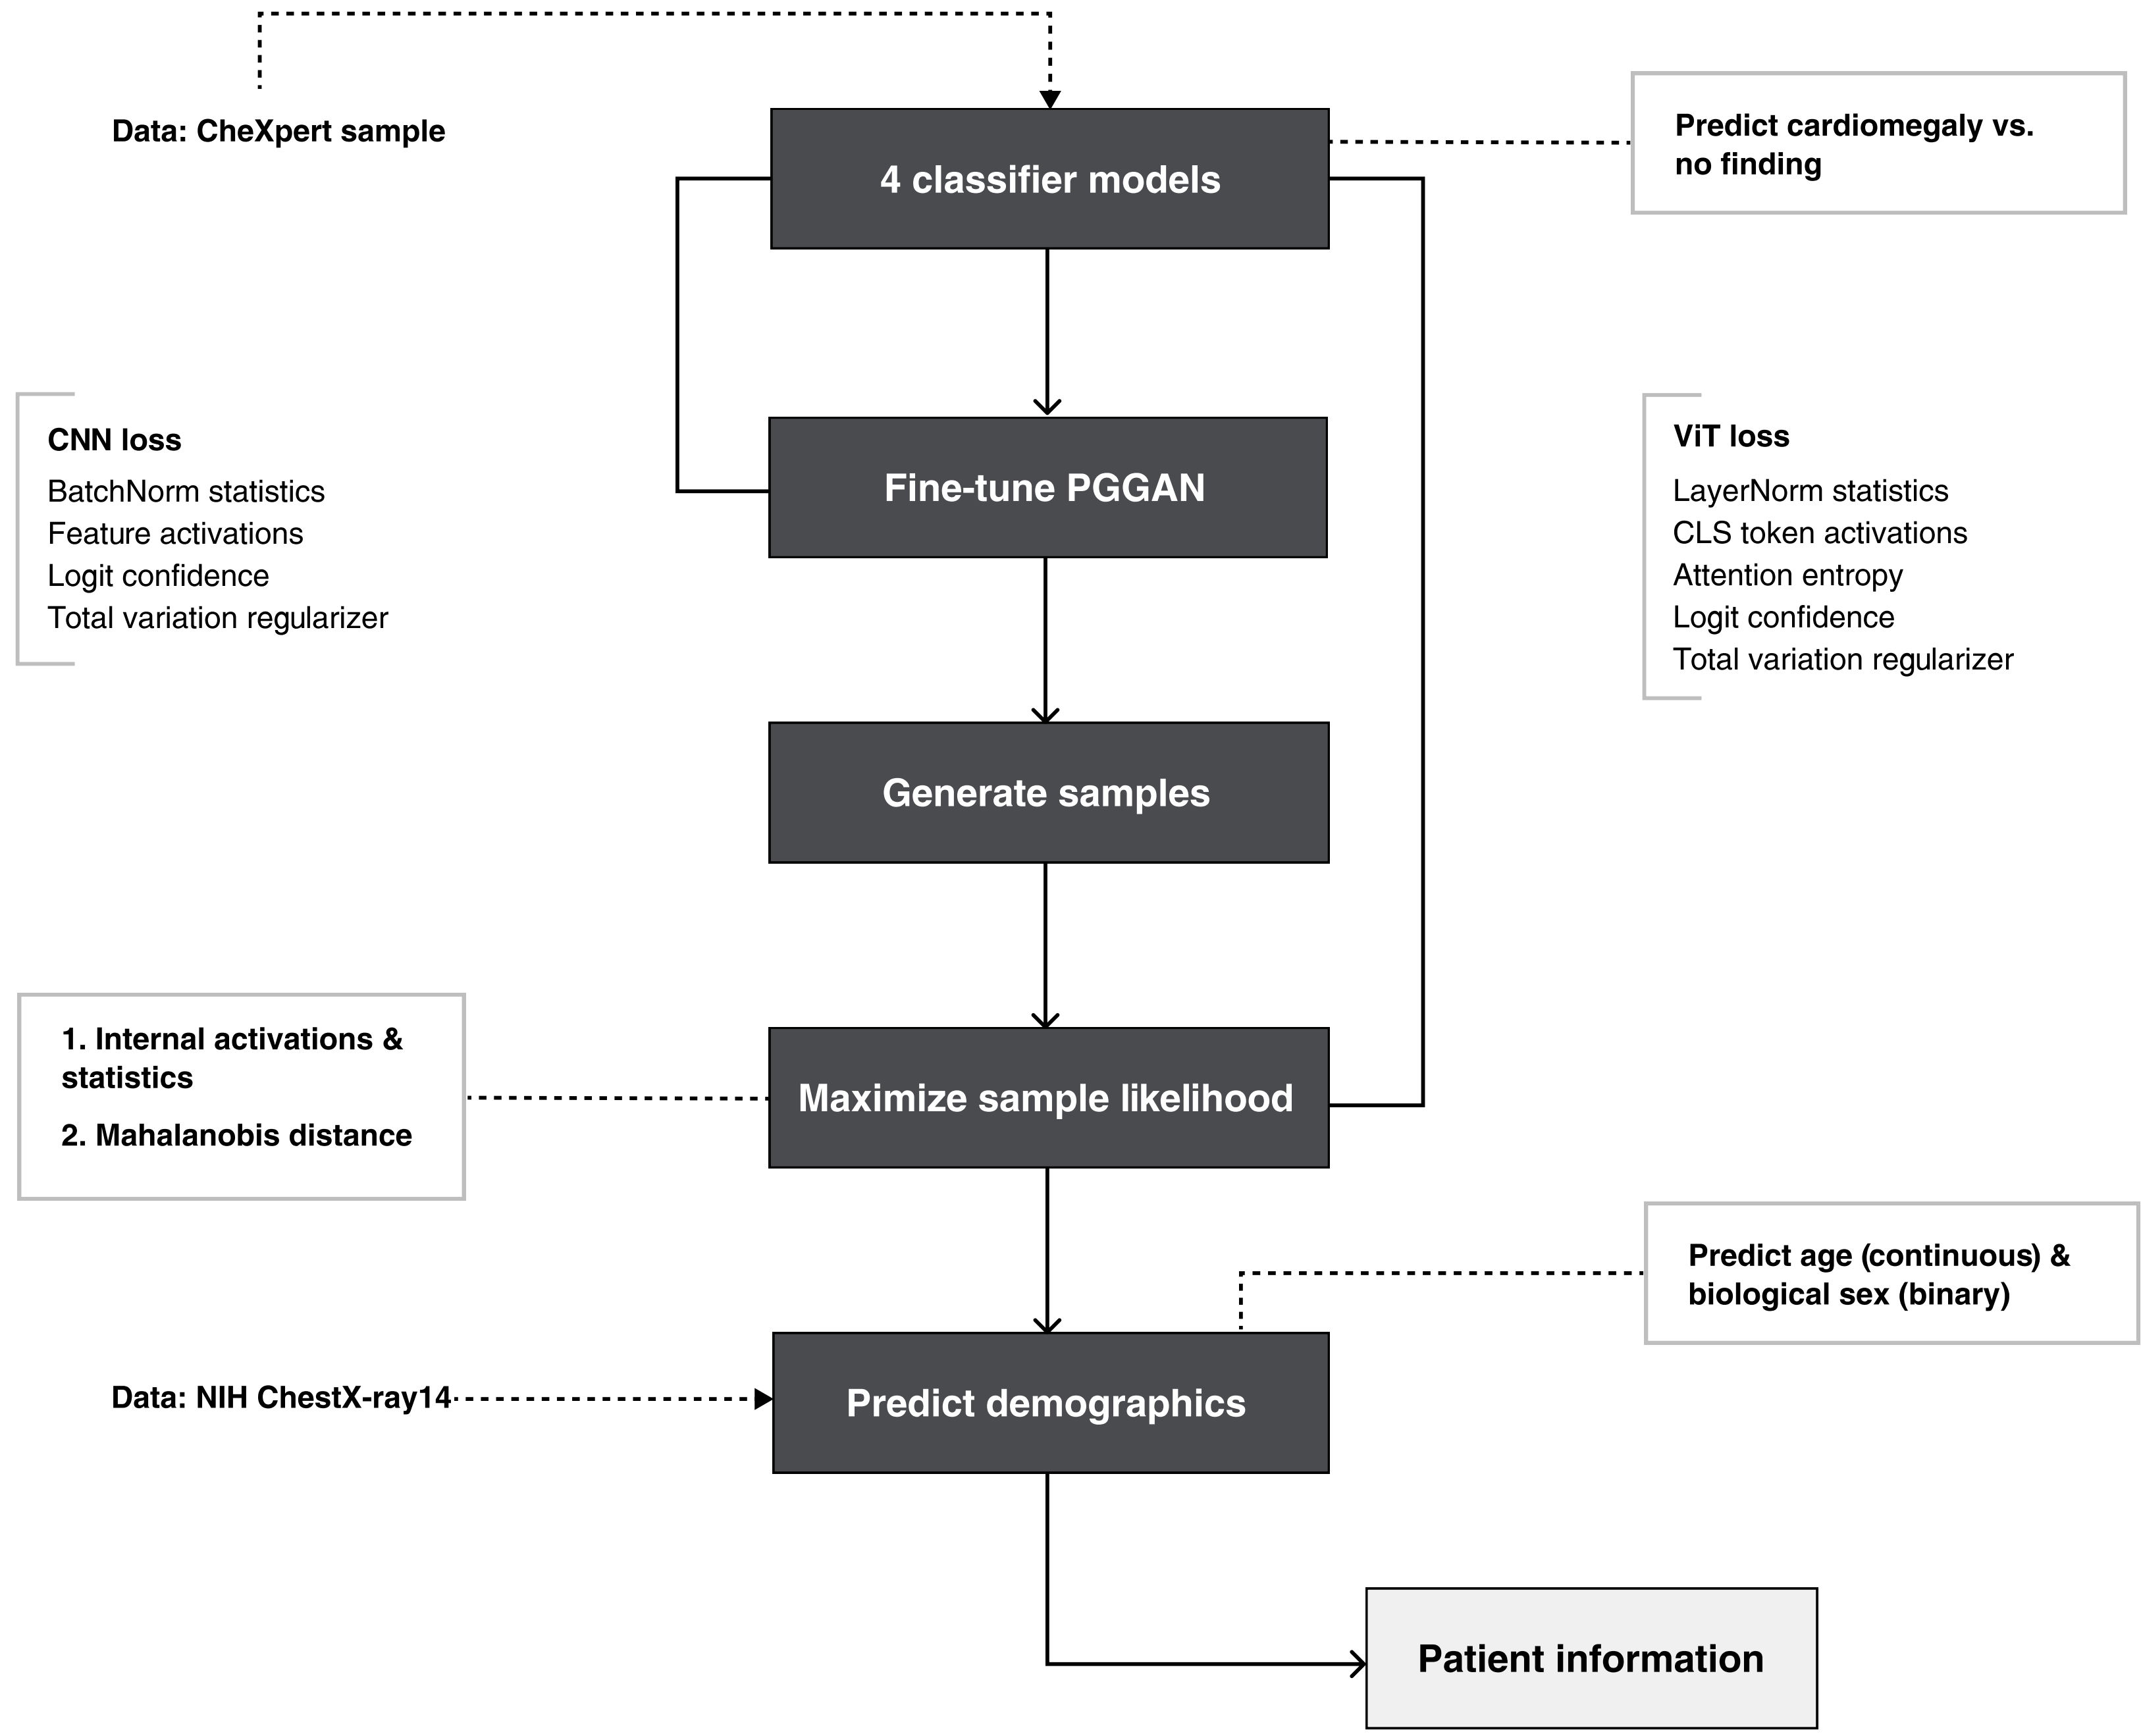 Data: CheXpert sample
4 classifier models
Predict cardiomegaly vs.
no finding
CNN loss
BatchNorm statistics
Feature activations
Logit confidence
Total variation regularizer
Fine-tune PGGAN
ViT loss
LayerNorm statistics
CLS token activations
Attention entropy
Logit confidence
Total variation regularizer
Generate samples
1. Internal activations &
statistics
2. Mahalanobis distance
Maximize sample likelihood
Predict age (continuous) &
biological sex (binary)
Data: NIH ChestX-ray14
Predict demographics
Patient information